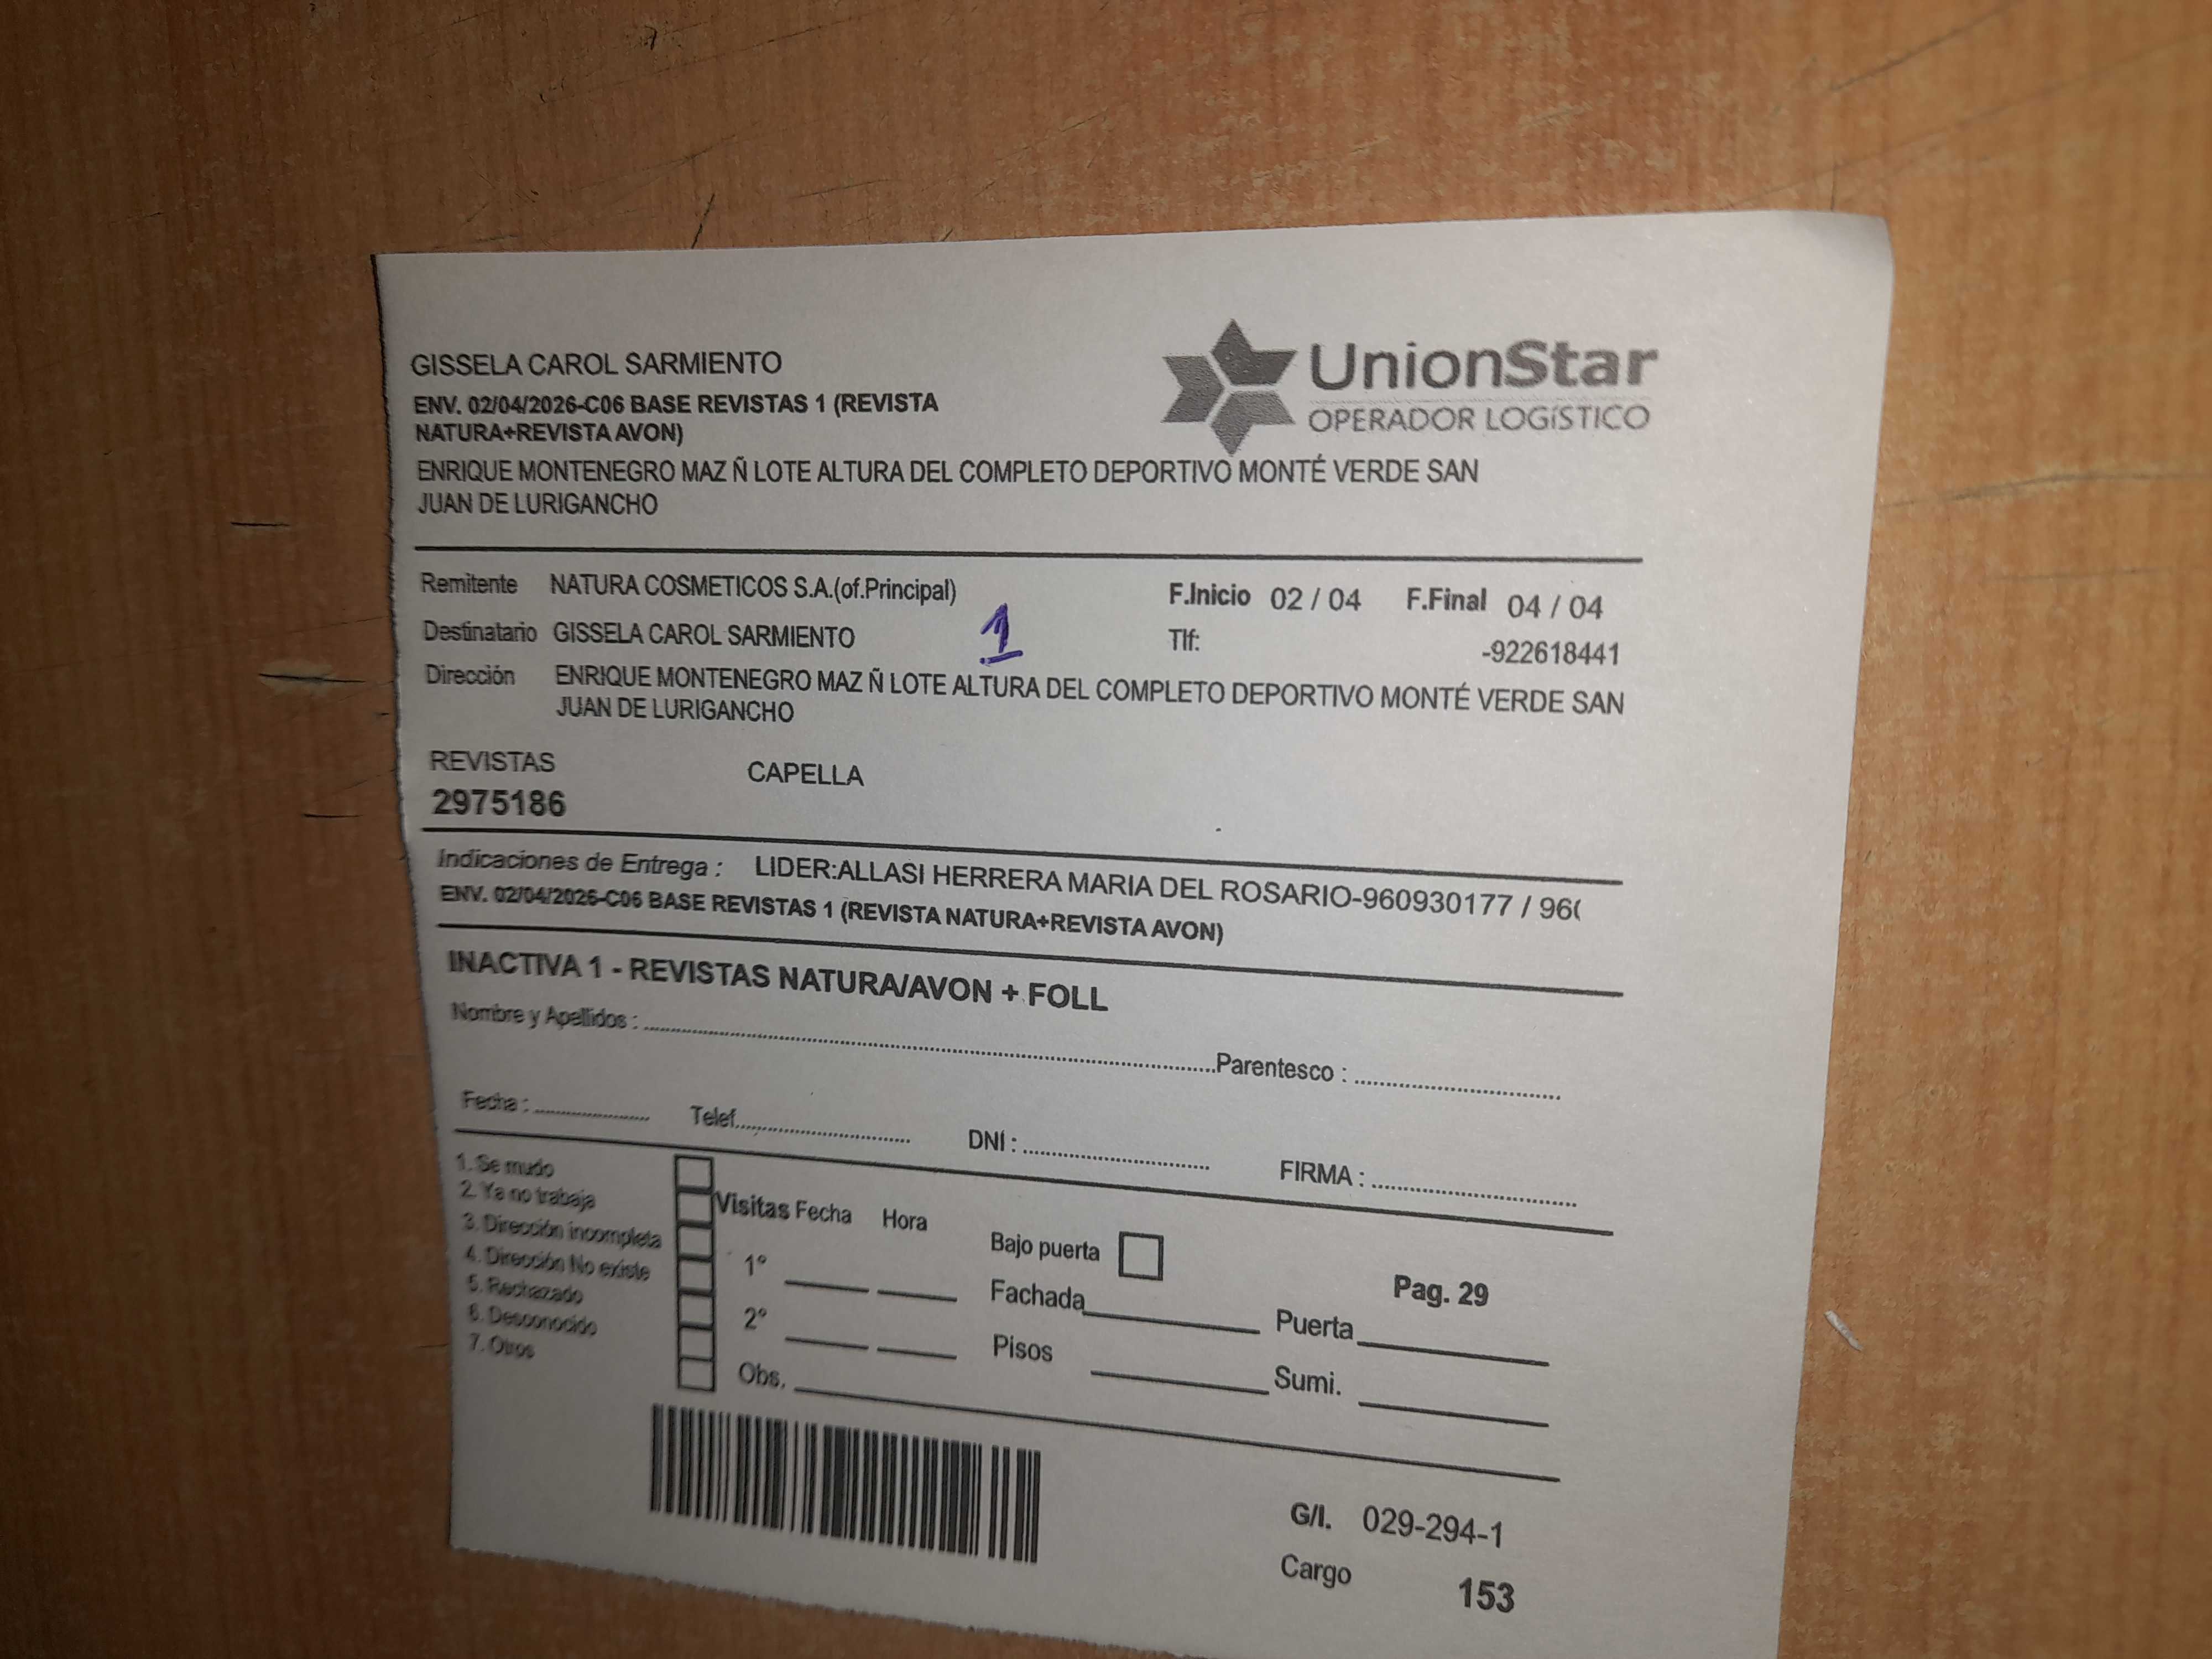 GISSELA CAROL SARMIENTO
ENV. 02/04/2026-C06 BASE REVISTAS 1 (REVISTA
NATURA+REVISTA AVON)
UnionStar
OPERADOR LOGíSTICO
ENRIQUE MONTENEGRO MAZ Ñ LOTE ALTURA DEL COMPLETO DEPORTIVO MONTÉ VERDE SAN
JUAN DE LURIGANCHO
Remitente NATURA COSMETICOS S.A.(of.Principal) F.Inicio 02 / 04 F.Final 04 / 04
Destinatario GISSELA CAROL SARMIENTO 1 Tlf: -922618441
Dirección ENRIQUE MONTENEGRO MAZ Ñ LOTE ALTURA DEL COMPLETO DEPORTIVO MONTÉ VERDE SAN
JUAN DE LURIGANCHO
REVISTAS CAPELLA
2975186
Indicaciones de Entrega : LIDER:ALLASI HERRERA MARIA DEL ROSARIO-960930177 / 96(
ENV. 02/04/2026-C06 BASE REVISTAS 1 (REVISTA NATURA+REVISTA AVON)
INACTIVA 1 - REVISTAS NATURA/AVON + FOLL
Nombre y Apellidos : Parentesco :
Fecha : Telef. DNI : FIRMA :
1. Se mudo
2. Ya no trabaja
3. Dirección incompleta
4. Dirección No existe
5. Rechazado
6. Desconocido
7. Otros
Visitas Fecha Hora
1°
2°
Obs.
Bajo puerta
Fachada
Pisos
Pag. 29
Puerta
Sumi.
G/I. 029-294-1
Cargo 153